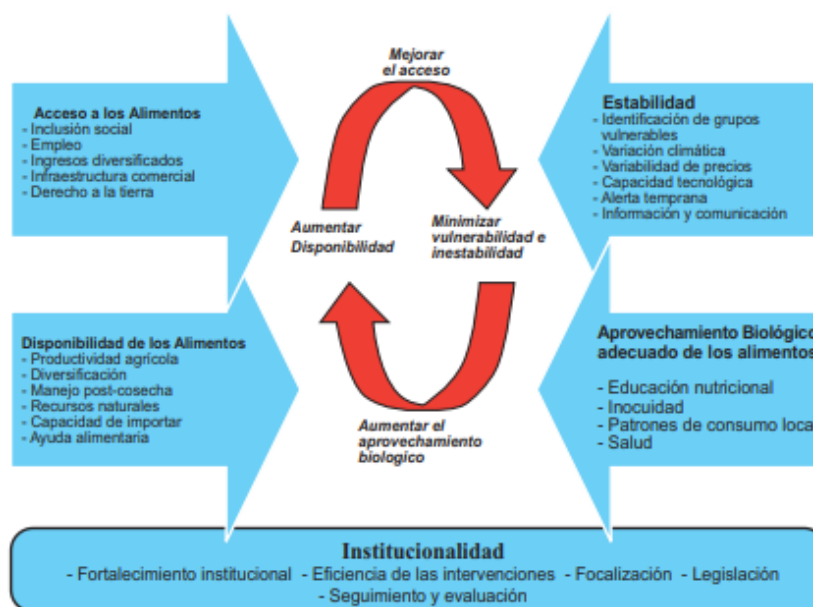 Mejorar
el acceso
Acceso a los Alimentos
- Inclusión social
- Empleo
- Ingresos diversificados
- Infraestructura comercial
- Derecho a la tierra
Estabilidad
- Identificación de grupos
vulnerables
- Variación climática
- Variabilidad de precios
- Capacidad tecnológica
- Alerta temprana
- Información y comunicación
Aumentar
Disponibilidad
Minimizar
vulnerabilidad e
inestabilidad
Disponibilidad de los Alimentos
- Productividad agrícola
- Diversificación
- Manejo post-cosecha
- Recursos naturales
- Capacidad de importar
- Ayuda alimentaria
Aprovechamiento Biológico
adecuado de los alimentos
- Educación nutricional
- Inocuidad
- Patrones de consumo loca
- Salud
Aumentar el
aprovechamiento
biologico
Institucionalidad
- Fortalecimiento institucional - Eficiencia de las intervenciones - Focalización - Legislación
- Seguimiento y evaluación